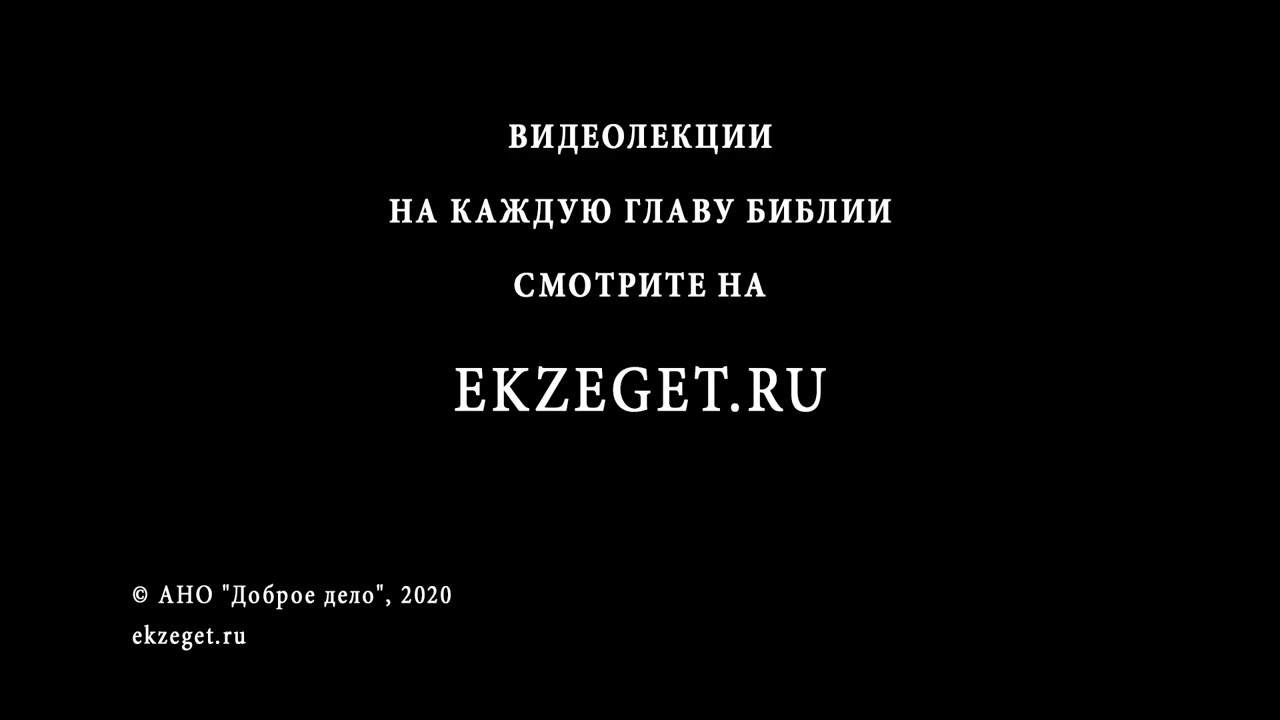 ВИДЕОЛЕКЦИИ
НА КАЖДУЮ ГЛАВУ БИБЛИИ
СМОТРИТЕ НА
EKZEGET.RU
© АНО "Доброе дело", 2020
ekzeget.ru